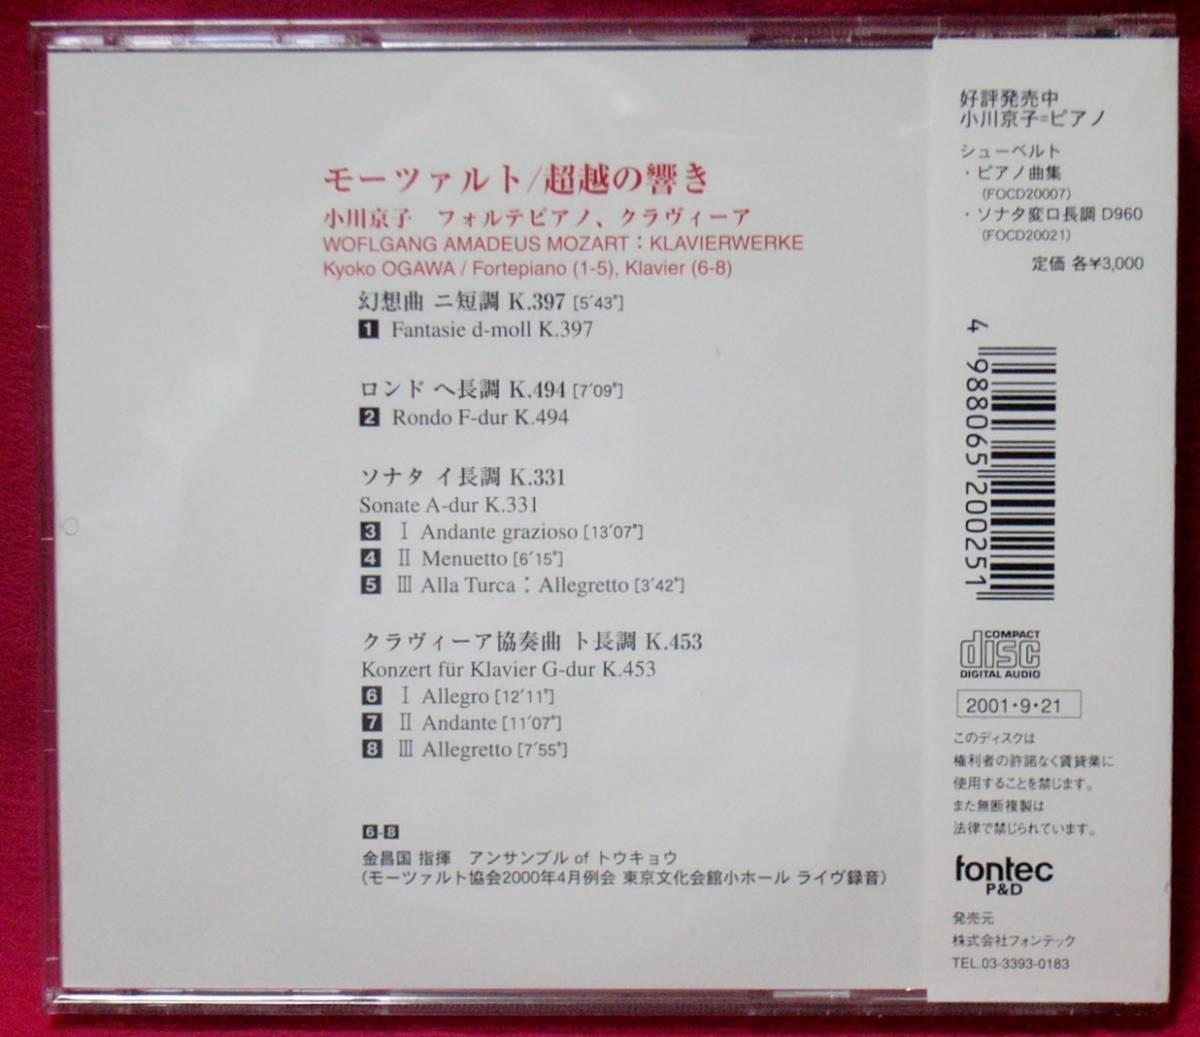 モーツァルト/超越の響き
小川京子 フォルテピアノ、クラヴィーア
WOFLGANG AMADEUS MOZART : KLAVIERWERKE
Kyoko OGAWA / Fortepiano (1-5), Klavier (6-8)
幻想曲 ニ短調 K.397 [5'43"]
1 Fantasie d-moll K.397
ロンド ヘ長調 K.494 [7'09"]
2 Rondo F-dur K.494
ソナタ イ長調 K.331
Sonate A-dur K.331
3 Ⅰ Andante grazioso [13'07"]
4 Ⅱ Menuetto [6'15"]
5 Ⅲ Alla Turca : Allegretto [3'42"]
クラヴィーア協奏曲 ト長調 K.453
Konzert für Klavier G-dur K.453
6 Ⅰ Allegro [12'11"]
7 Ⅱ Andante [11'07"]
8 Ⅲ Allegretto [7'55"]
6-8
金昌国 指揮 アンサンブル of トウキョウ
(モーツァルト協会2000年4月例会 東京文化会館小ホール ライヴ録音)
好評発売中
小川京子=ピアノ
シューベルト
・ピアノ曲集
(FOCD20007)
・ソナタ変ロ長調 D960
(FOCD20021)
定価 各¥3,000
4 988065 200251
COMPACT
disc
DIGITAL AUDIO
2001・9・21
このディスクは
権利者の許諾なく賃貸業に
使用することを禁じます。
また無断複製は
法律で禁じられています。
fontec
P&D
発売元
株式会社フォンテック
TEL.03-3393-0183